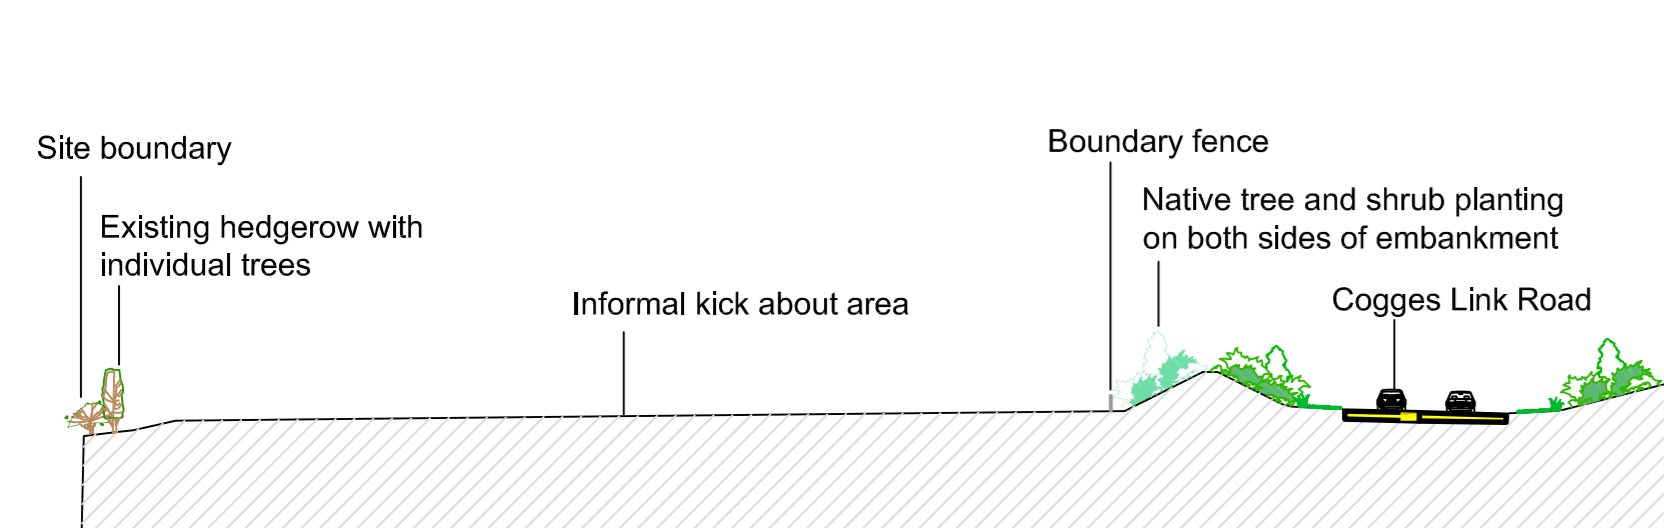 Site boundary
Existing hedgerow with
individual trees
Informal kick about area
Boundary fence
Native tree and shrub planting
on both sides of embankment
Cogges Link Road